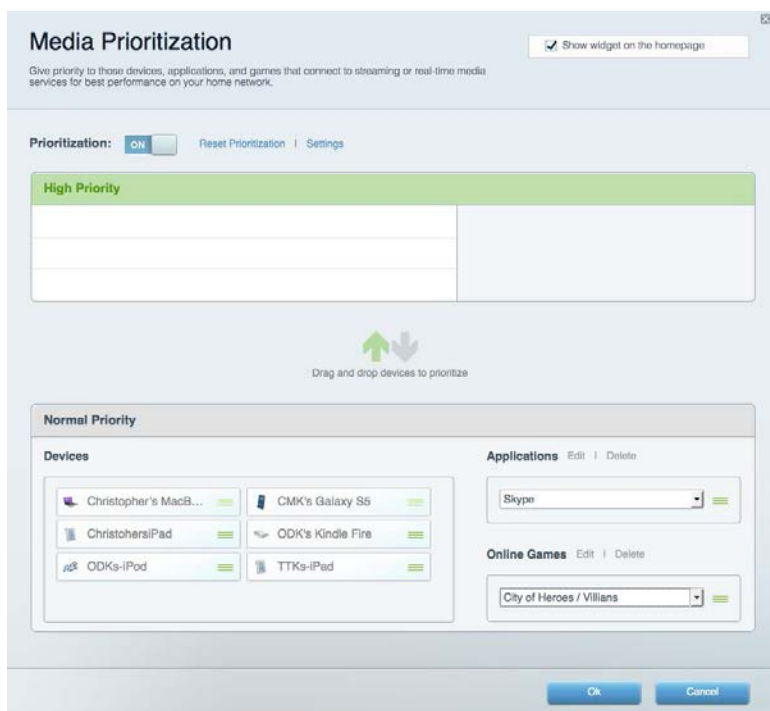 Media Prioritization
Show widget on the homepage
Give priority to those devices, applications, and games that connect to streaming or real-time media
services for best performance on your home network.
Prioritization: ON Reset Prioritization | Settings
High Priority
Drag and drop devices to prioritize
Normal Priority
Devices
Christopher's MacB...
CMK's Galaxy S5
ChristohersiPad
ODK's Kindle Fire
ODKs-iPod
TTKs-iPad
Applications Edit | Delete
Skype
Online Games Edit | Delete
City of Heroes / Villians
Ok
Cancel